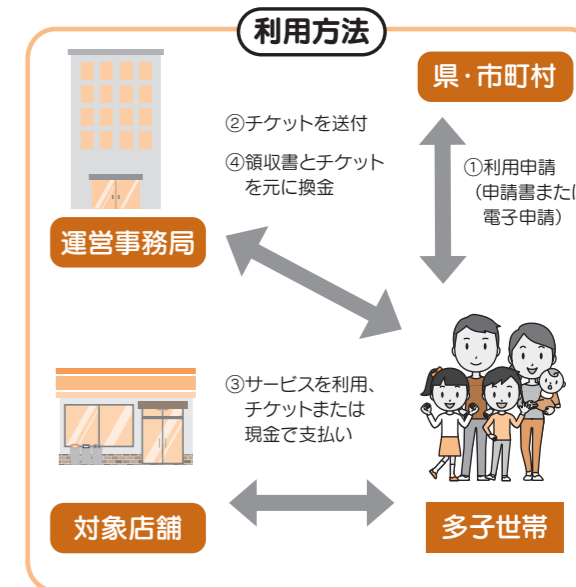 利用方法
県・市町村
②チケットを送付
④領収書とチケット
を元に換金
①利用申請
(申請書または
電子申請)
運営事務局
③サービスを利用、
チケットまたは
現金で支払い
対象店舗
多子世帯